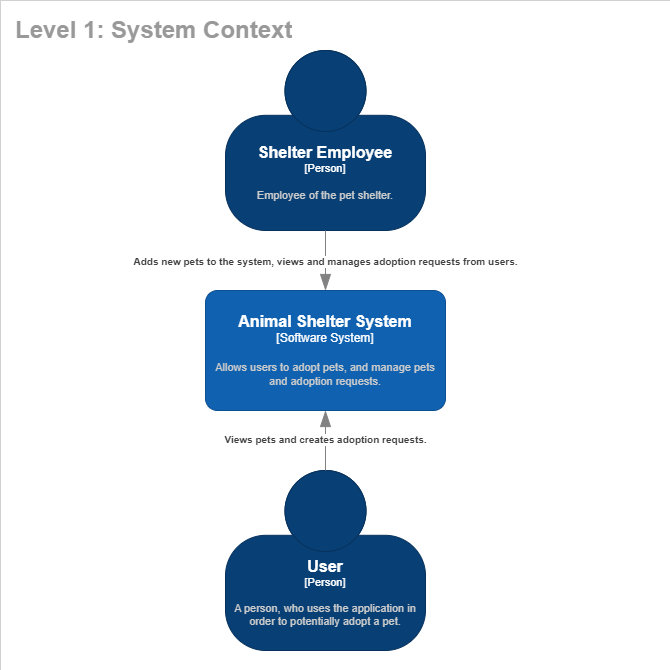 Level 1: System Context
Shelter Employee
[Person]
Employee of the pet shelter.
Adds new pets to the system, views and manages adoption requests from users.
Animal Shelter System
[Software System]
Allows users to adopt pets, and manage pets
and adoption requests.
Views pets and creates adoption requests.
User
[Person]
A person, who uses the application in
order to potentially adopt a pet.